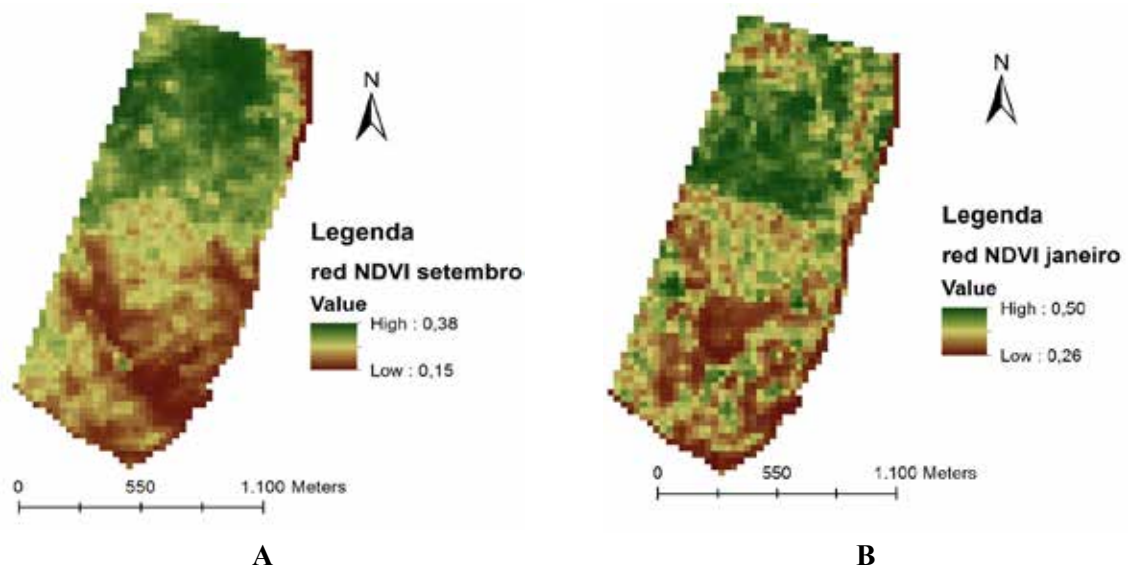 N
Legenda
red NDVI setembro
Value
High : 0,38
Low : 0,15
0 550 1.100 Meters
A
N
Legenda
red NDVI janeiro
Value
High : 0,50
Low : 0,26
0 550 1.100 Meters
B